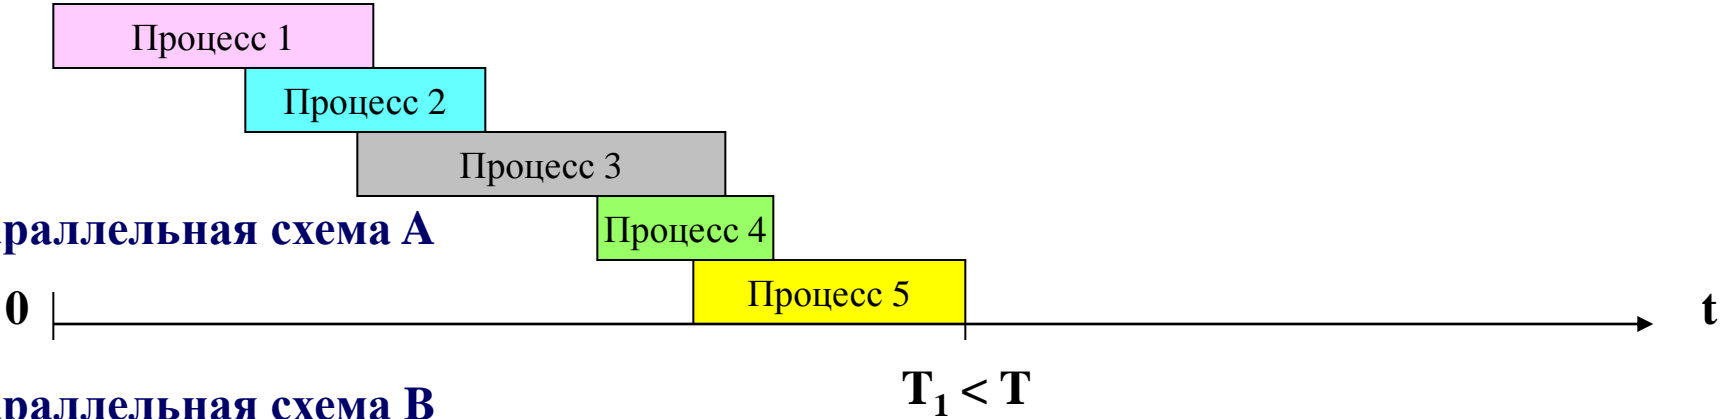 Процесс 1
Процесс 2
Процесс 3
раллельная схема А
Процесс 4
Процесс 5
0
t
T₁ < T
раллельная схема В